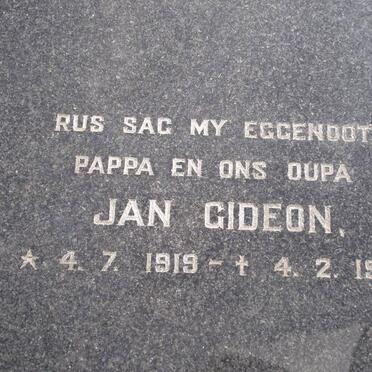 RUS SAG MY EGGENOOT
PAPPA EN ONS OUPA
JAN GIDEON.
* 4. 7. 1919 - † 4. 2. 19